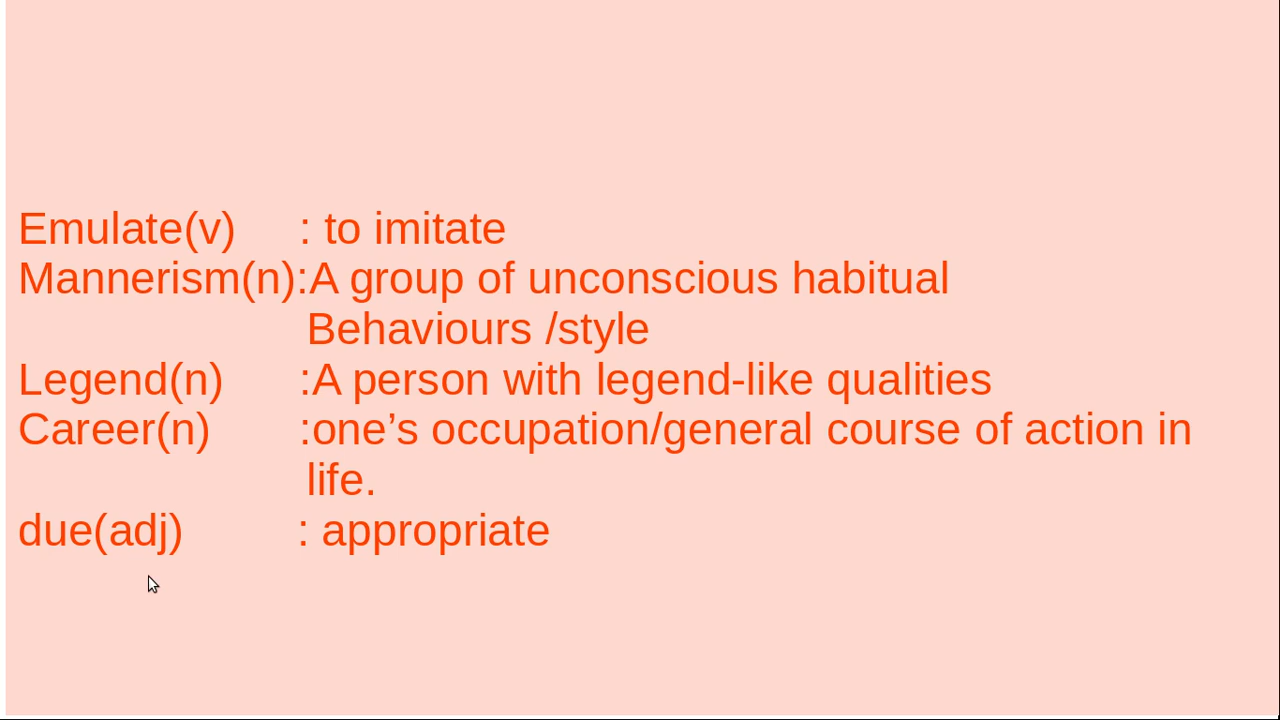 Emulate(v) : to imitate
Mannerism(n):A group of unconscious habitual
Behaviours /style
Legend(n) :A person with legend-like qualities
Career(n) :one’s occupation/general course of action in
life.
due(adj) : appropriate